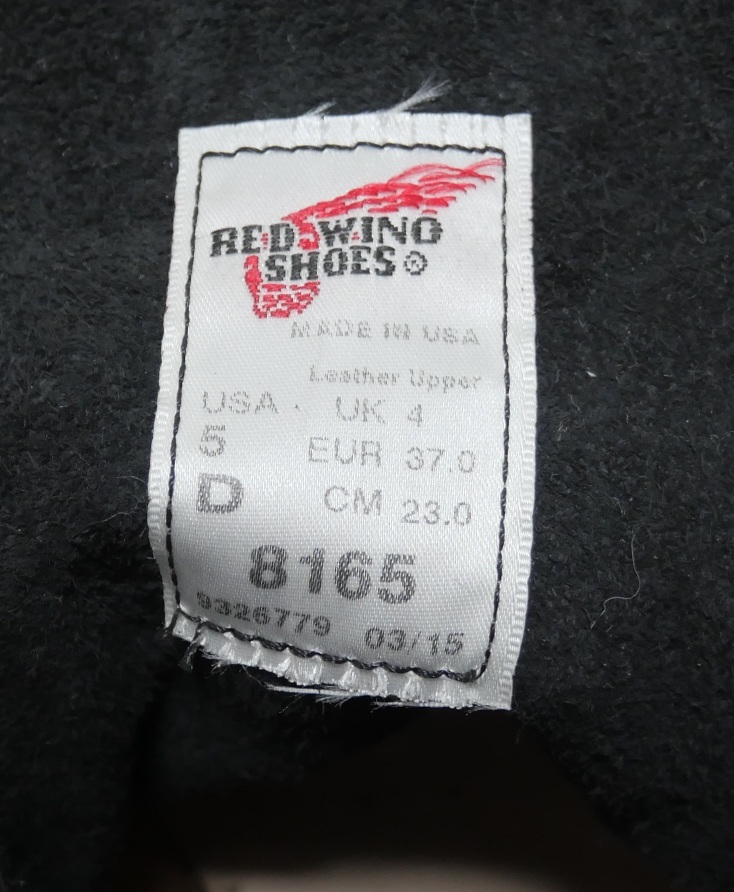 RED WING
SHOES®
MADE IN USA
Leather Upper
USA . UK 4
5 EUR 37.0
D CM 23.0
8165
9326779 03/15